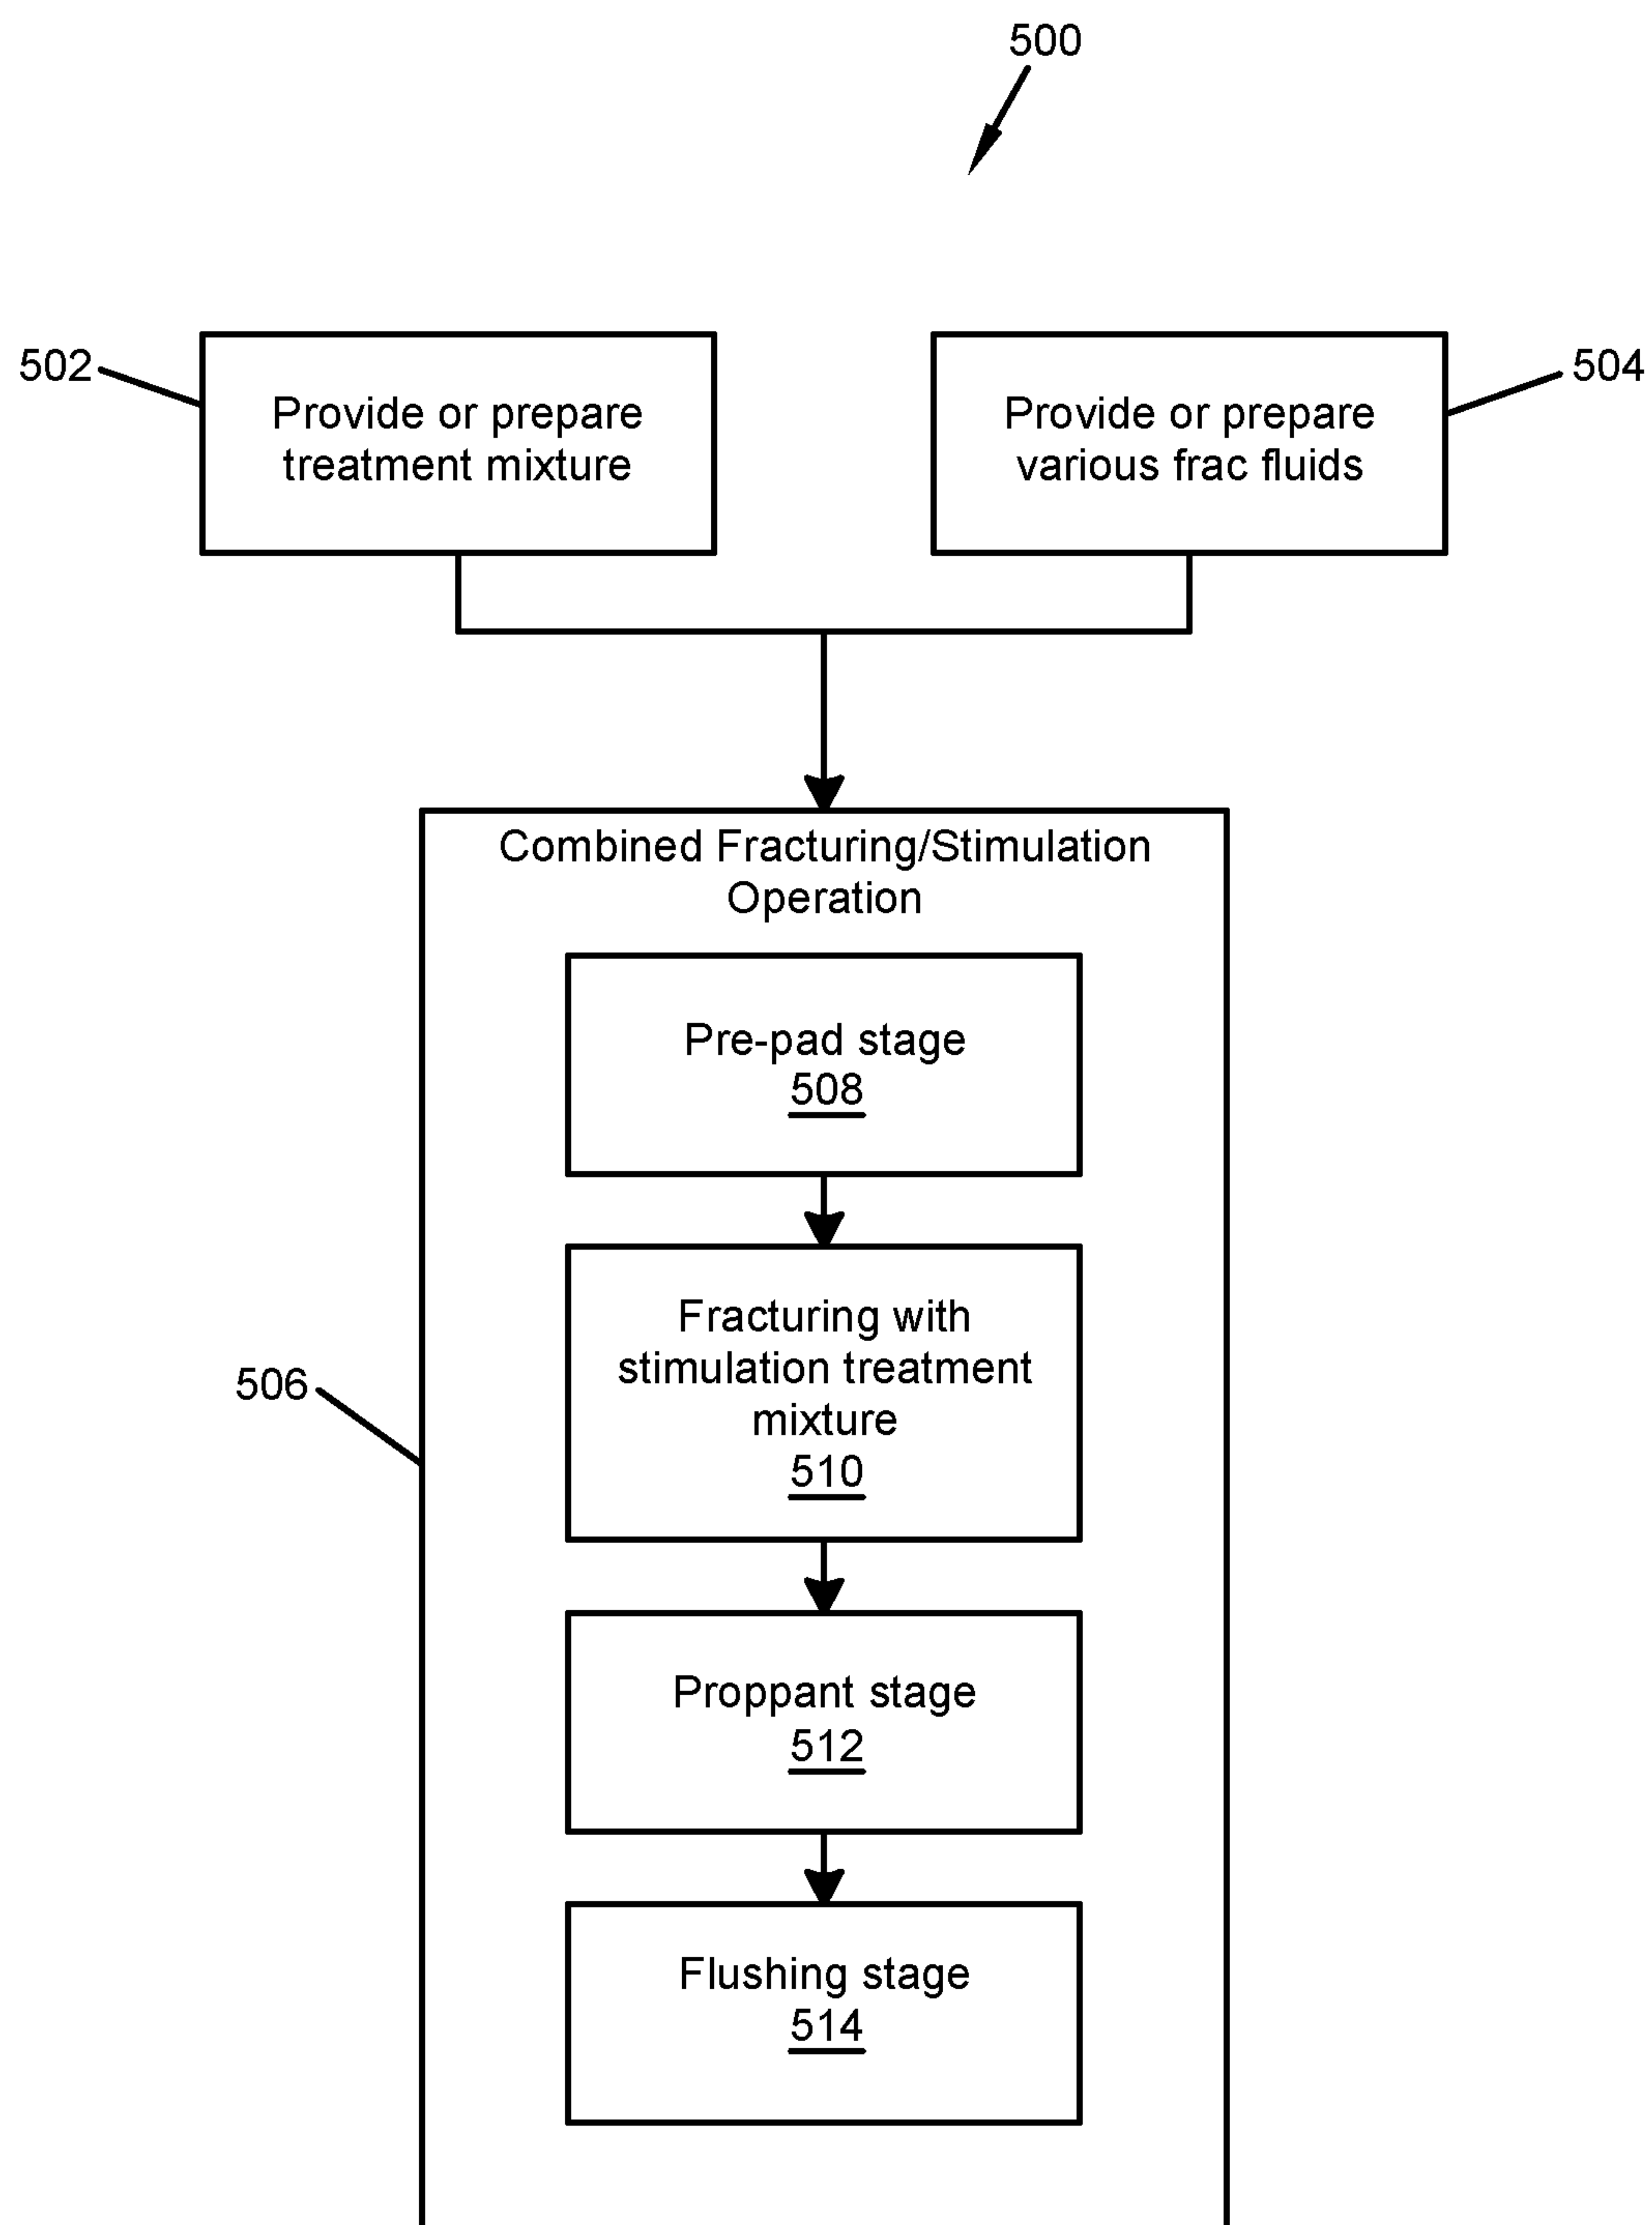 500
502
Provide or prepare
treatment mixture
Provide or prepare
various frac fluids
504
Combined Fracturing/Stimulation
Operation
Pre-pad stage
508
Fracturing with
stimulation treatment
mixture
510
506
Proppant stage
512
Flushing stage
514